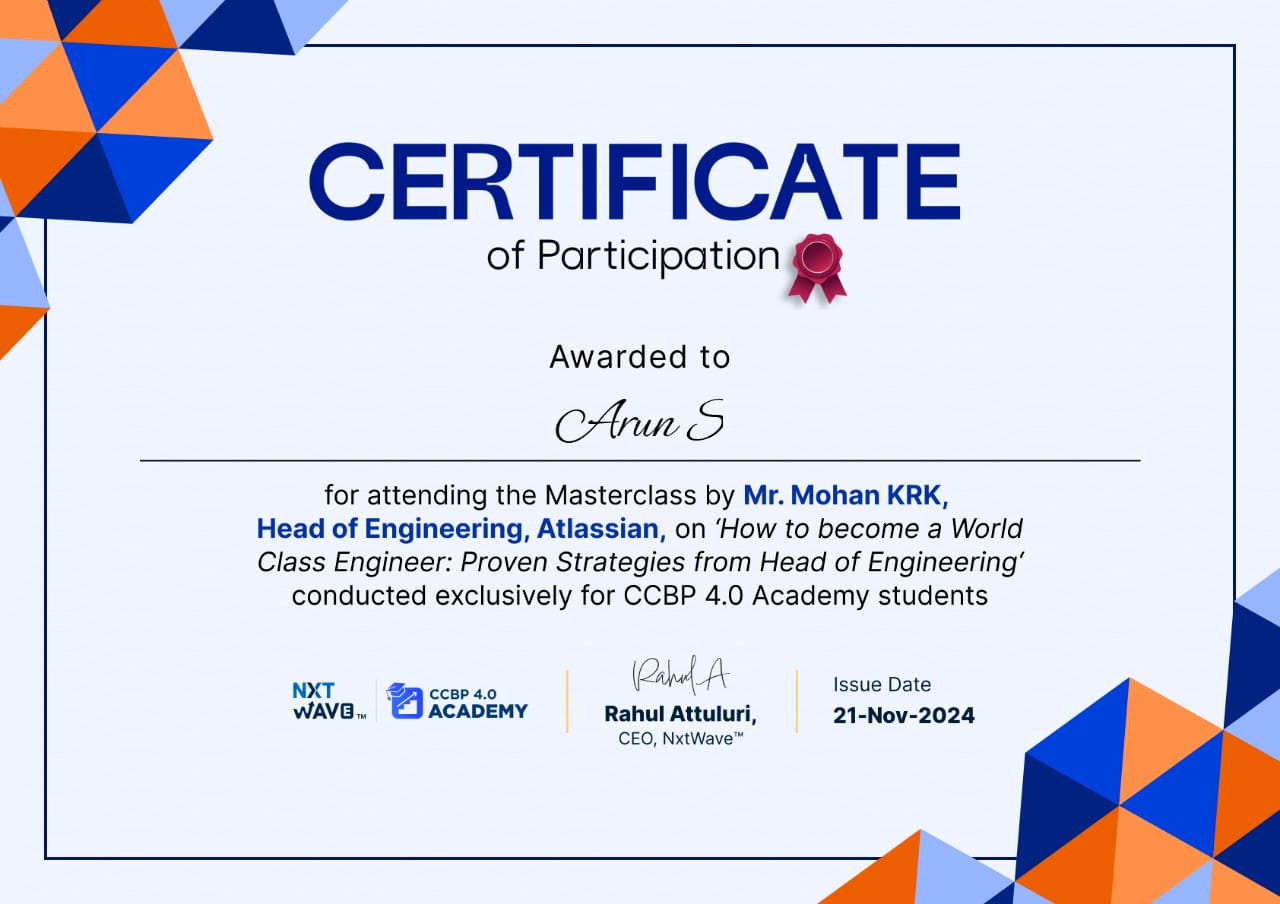 CERTIFICATE
of Participation
Awarded to
Arun S
for attending the Masterclass by Mr. Mohan KRK,
Head of Engineering, Atlassian, on ‘How to become a World
Class Engineer: Proven Strategies from Head of Engineering‘
conducted exclusively for CCBP 4.0 Academy students
NXT
WAVE™
CCBP 4.0
ACADEMY
Rahul A
Rahul Attuluri,
CEO, NxtWave™
Issue Date
21-Nov-2024